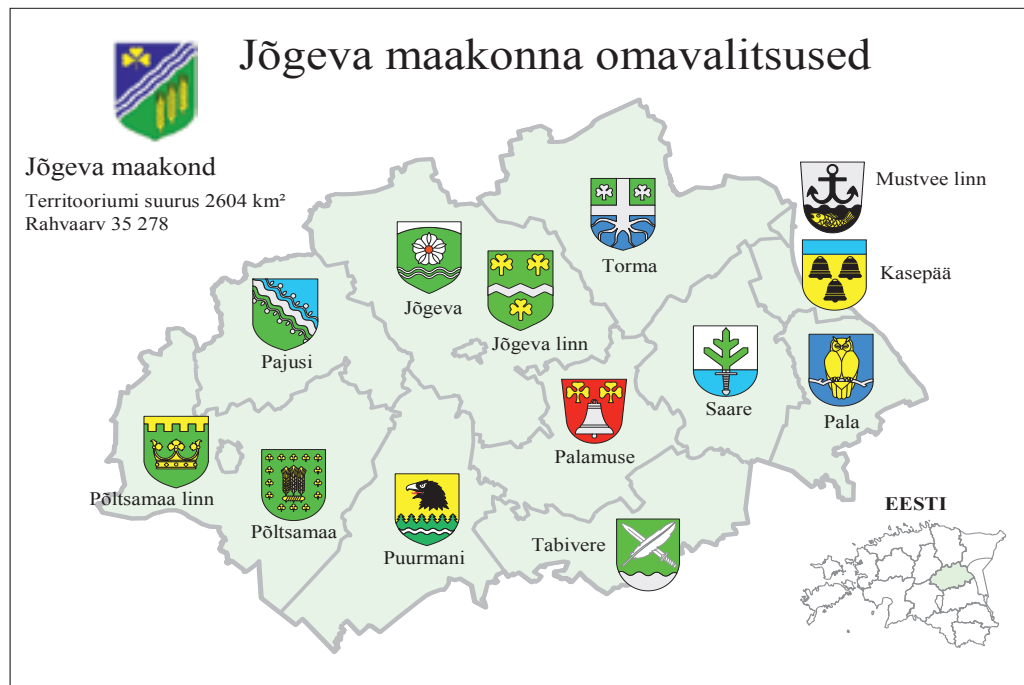 Jõgeva maakonna omavalitsused
Jõgeva maakond
Territooriumi suurus 2604 km²
Rahvaarv 35 278
Mustvee linn
Torma
Kasepää
Jõgeva
Jõgeva linn
Pajusi
Saare
Pala
Palamuse
Põltsamaa linn
Põltsamaa
Puurmani
Tabivere
EESTI